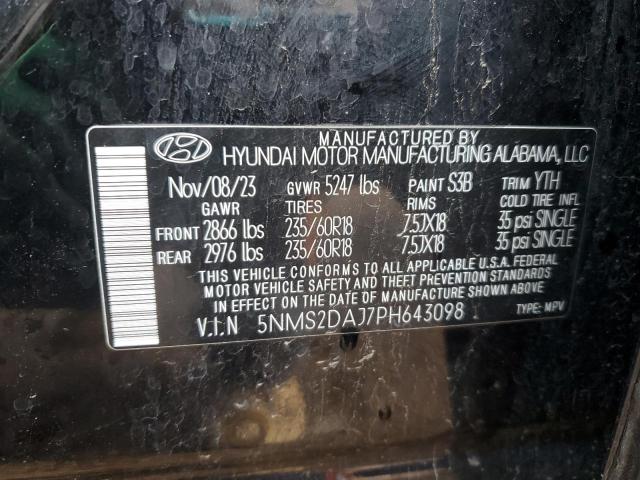 MANUFACTURED BY
HYUNDAI MOTOR MANUFACTURING ALABAMA, LLC
Nov/08/23 GVWR 5247 lbs PAINT S3B TRIM YTH
GAWR TIRES RIMS COLD TIRE INFL
FRONT 2866 lbs 235/60R18 7.5JX18 35 psi SINGLE
REAR 2976 lbs 235/60R18 7.5JX18 35 psi SINGLE
THIS VEHICLE CONFORMS TO ALL APPLICABLE U.S.A. FEDERAL
MOTOR VEHICLE SAFETY AND THEFT PREVENTION STANDARDS
IN EFFECT ON THE DATE OF MANUFACTURE SHOWN ABOVE.
V.I.N 5NMS2DAJ7PH643098 TYPE: MPV